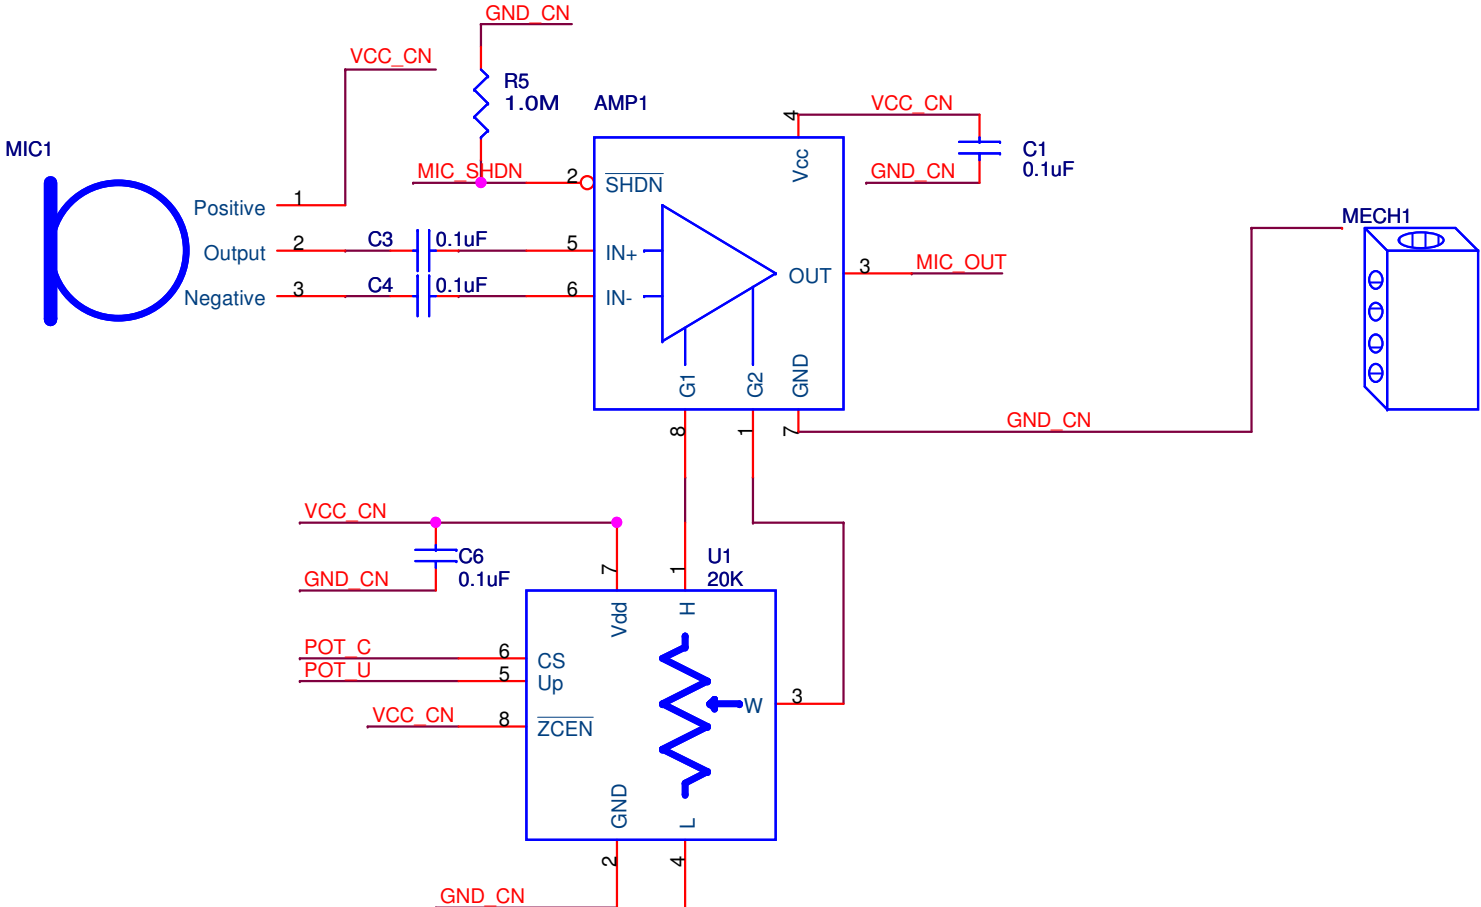 GND_CN
VCC_CN
R5
1.0M
AMP1
4
VCC_CN
MIC1
Vcc
C1
0.1uF
MIC_SHDN
2
SHDN
GND_CN
1
Positive
MECH1
2
Output
C3
0.1uF
5
IN+
3
MIC_OUT
OUT
3
Negative
C4
0.1uF
6
IN-
G1
G2
GND
8
1
7
GND_CN
VCC_CN
C6
0.1uF
GND_CN
7
1
U1
20K
Vdd
H
POT_C
6
CS
POT_U
5
Up
VCC_CN
8
ZCEN
W
3
GND
L
2
4
GND_CN